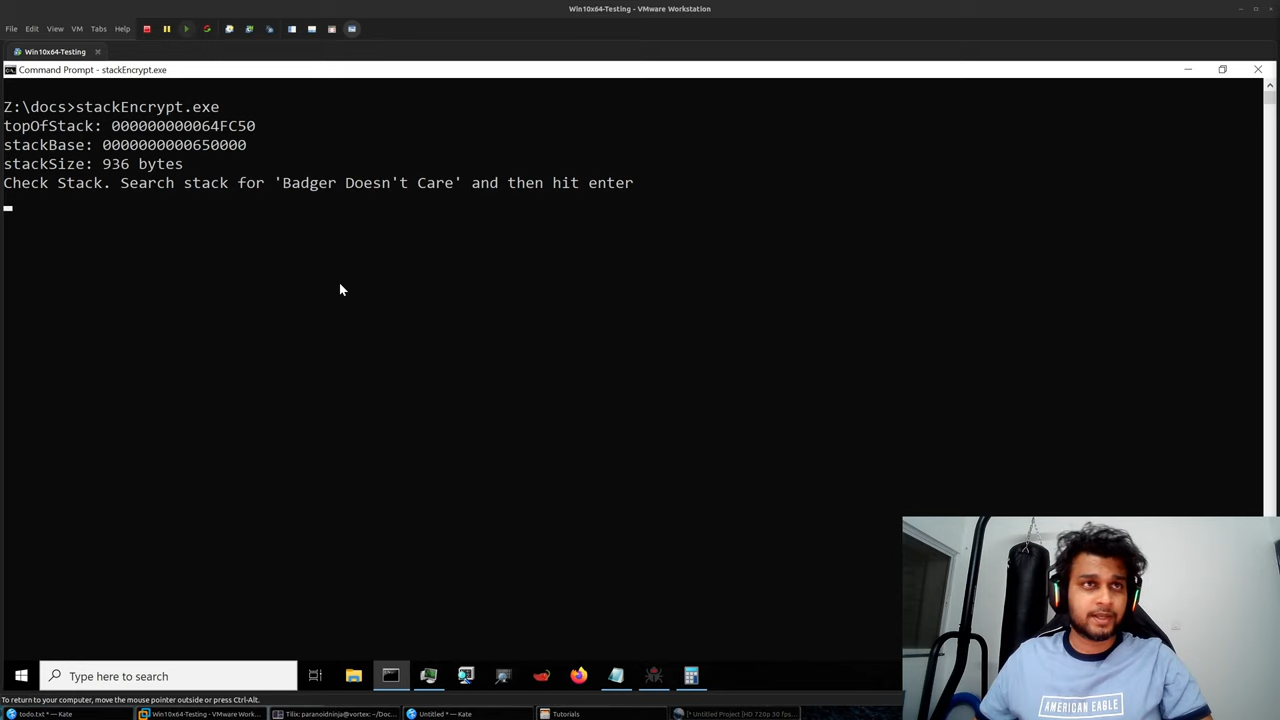 Win10x64-Testing - VMware Workstation
File Edit View VM Tabs Help
Win10x64-Testing
Command Prompt - stackEncrypt.exe
Z:\docs>stackEncrypt.exe
topOfStack: 000000000064FC50
stackBase: 0000000000650000
stackSize: 936 bytes
Check Stack. Search stack for 'Badger Doesn't Care' and then hit enter
AMERICAN EAGLE
Type here to search
To return to your computer, move the mouse pointer outside or press Ctrl-Alt.
todo.txt * — Kate
Win10x64-Testing - VMware Work...
Tilix: paranoidninja@vortex: ~/Doc...
Untitled * — Kate
Tutorials
[* Untitled Project [HD 720p 30 fps...